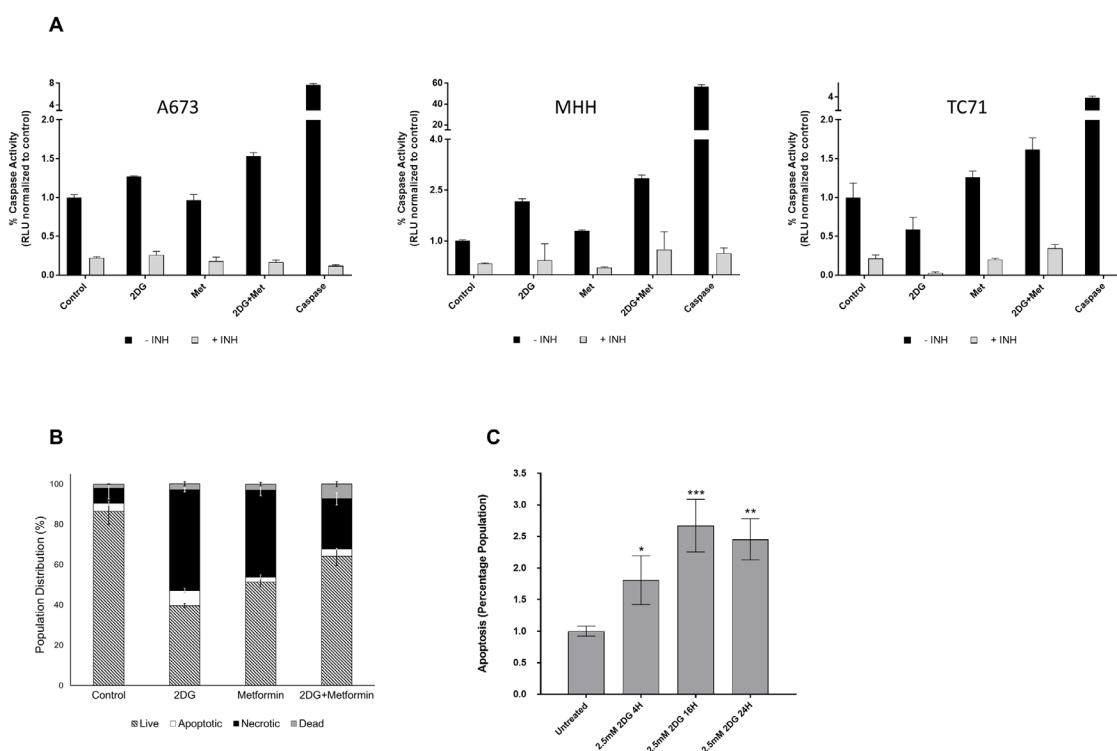 A
A673
% Caspase Activity
(RLU normalized to control)
8
4
2.0
1.5
1.0
0.5
0.0
Control
2DG
Met
2DG+Met
Caspase
- INH
+ INH
MHH
% Caspase Activity
(RLU normalized to control)
60
40
20
4.0
2.5
1.0
Control
2DG
Met
2DG+Met
Caspase
- INH
+ INH
TC71
% Caspase Activity
(RLU normalized to control)
4
2.0
1.5
1.0
0.5
0.0
Control
2DG
Met
2DG+Met
Caspase
- INH
+ INH
B
Population Distribution (%)
100
80
60
40
20
0
Control
2DG
Metformin
2DG+Metformin
Live
Apoptotic
Necrotic
Dead
C
Apoptosis (Percentage Population)
3.5
3.0
2.5
2.0
1.5
1.0
0.5
0.0
*
***
**
Untreated
2.5mM 2DG 4H
2.5mM 2DG 16H
2.5mM 2DG 24H